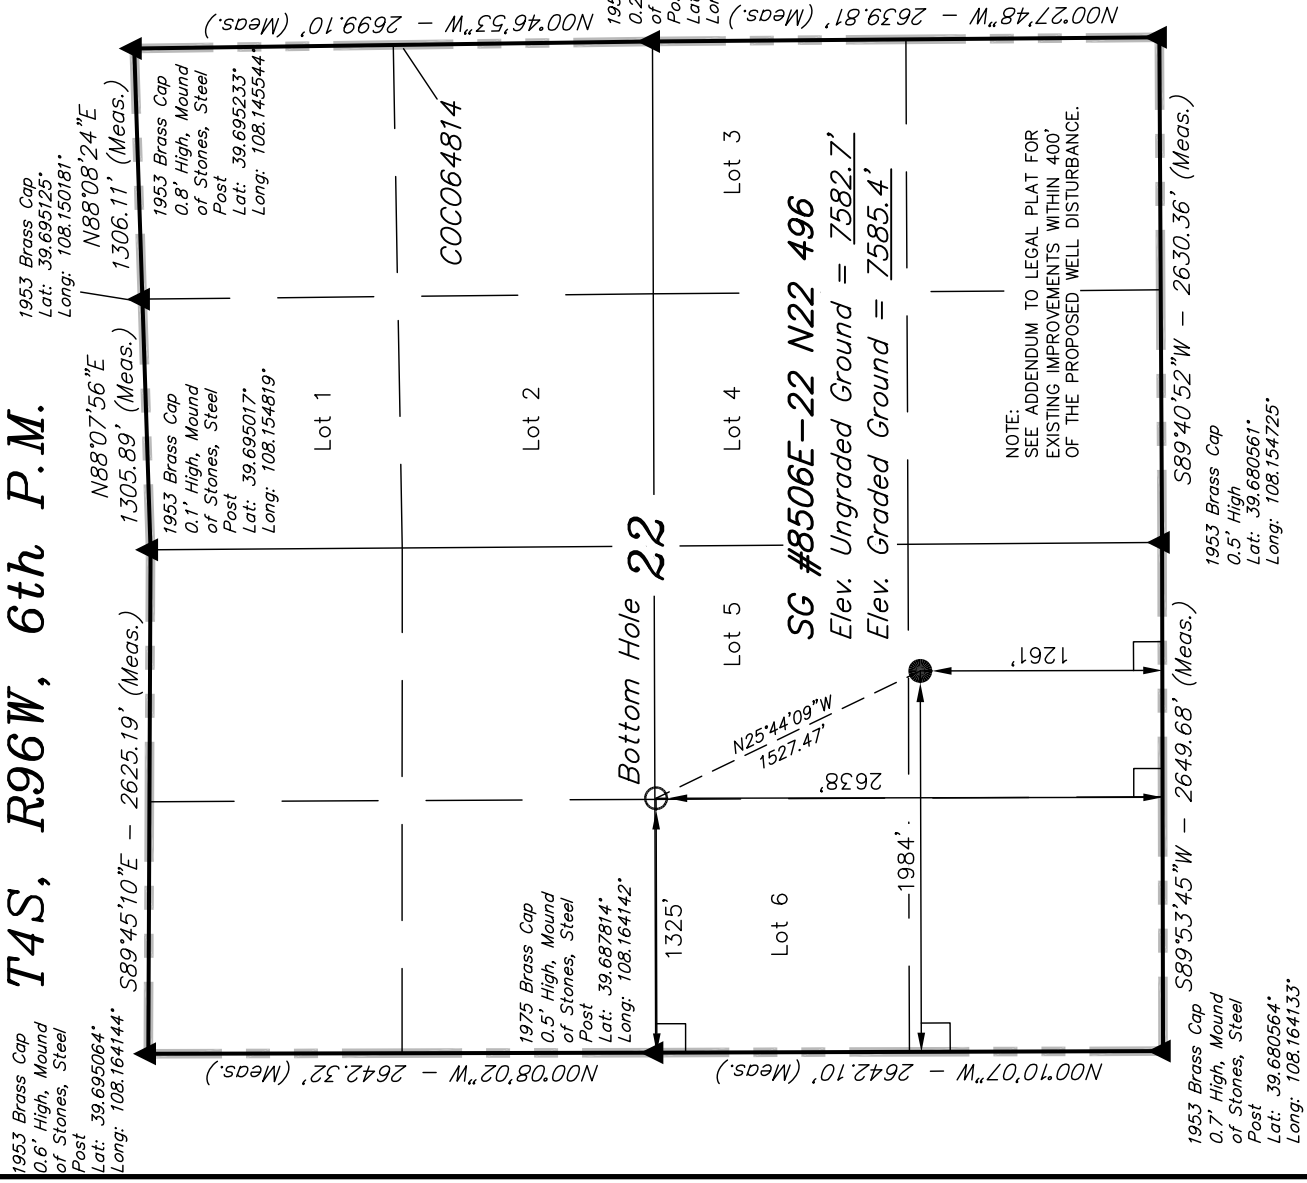 T4S, R96W, 6th P.M.
1953 Brass Cap
0.6' High, Mound
of Stones, Steel
Post
Lat: 39.695064°
Long: 108.164144°
S89°45'10"E - 2625.19' (Meas.)
N88°07'56"E
1305.89' (Meas.)
1953 Brass Cap
Lat: 39.695125°
Long: 108.150181°
N88°08'24"E
1306.11' (Meas.)
1953 Brass Cap
0.1' High, Mound
of Stones, Steel
Post
Lat: 39.695017°
Long: 108.154819°
1953 Brass Cap
0.8' High, Mound
of Stones, Steel
Post
Lat: 39.695233°
Long: 108.145544°
N00°08'02"W - 2642.32' (Meas.)
N00°46'53"W - 2699.10' (Meas.)
Lot 1
COC064814
Lot 2
1975 Brass Cap
0.5' High, Mound
of Stones, Steel
Post
Lat: 39.687814°
Long: 108.164142°
Bottom Hole
22
1325'
Lot 5
Lot 4
Lot 3
N25°44'09"W
1527.47'
Lot 6
2638'
SG #8506E-22 N22 496
Elev. Ungraded Ground = 7582.7'
Elev. Graded Ground = 7585.4'
1984'
1261'
NOTE:
SEE ADDENDUM TO LEGAL PLAT FOR
EXISTING IMPROVEMENTS WITHIN 400'
OF THE PROPOSED WELL DISTURBANCE.
N00°10'07"W - 2642.10' (Meas.)
N00°27'48"W - 2639.81' (Meas.)
S89°53'45"W - 2649.68' (Meas.)
S89°40'52"W - 2630.36' (Meas.)
1953 Brass Cap
0.7' High, Mound
of Stones, Steel
Post
Lat: 39.680564°
Long: 108.164133°
1953 Brass Cap
0.5' High
Lat: 39.680561°
Long: 108.154725°